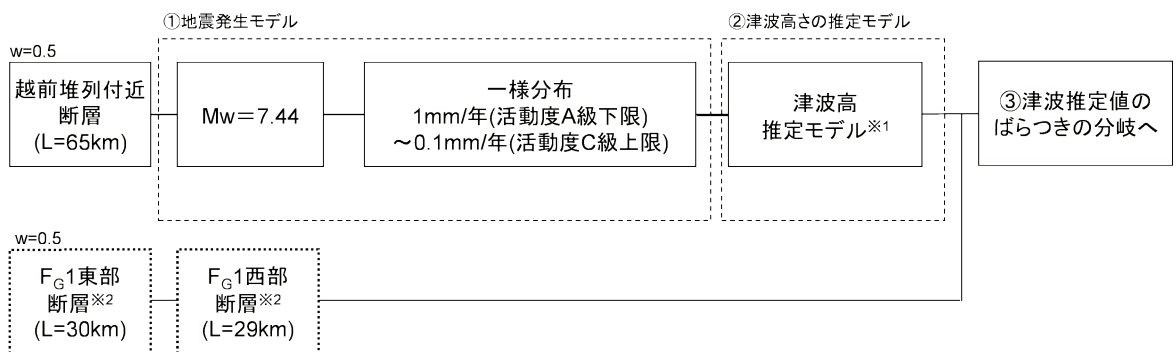 ①地震発生モデル
②津波高さの推定モデル
w=0.5
越前堆列付近
断層
(L=65km)
Mw=7.44
一様分布
1mm/年(活動度A級下限)
～0.1mm/年(活動度C級上限)
津波高
推定モデル※1
③津波推定値の
ばらつきの分岐へ
w=0.5
FG1東部
断層※2
(L=30km)
FG1西部
断層※2
(L=29km)